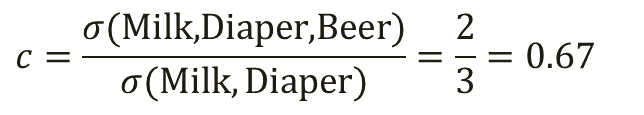 c = σ(Milk,Diaper,Beer) / σ(Milk, Diaper) = 2/3 = 0.67